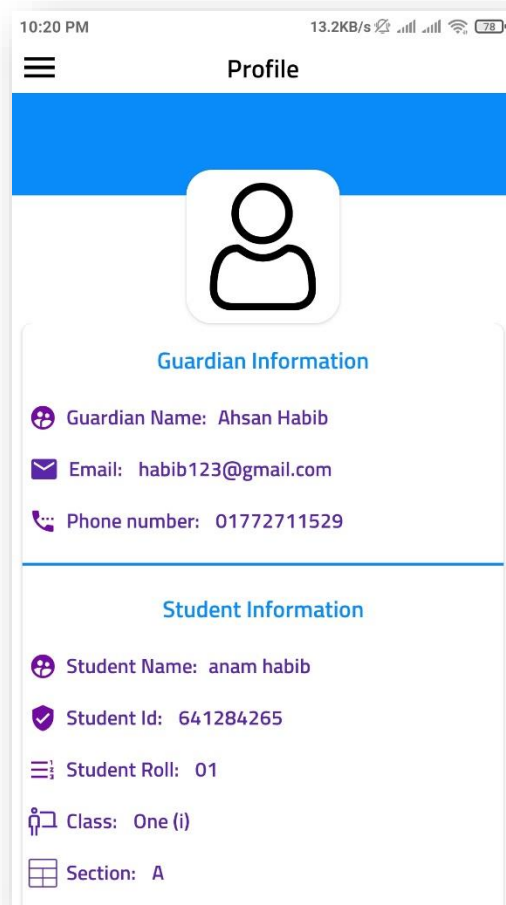 10:20 PM 13.2KB/s 78
Profile
Guardian Information
Guardian Name: Ahsan Habib
Email: habib123@gmail.com
Phone number: 01772711529
Student Information
Student Name: anam habib
Student Id: 641284265
Student Roll: 01
Class: One (i)
Section: A